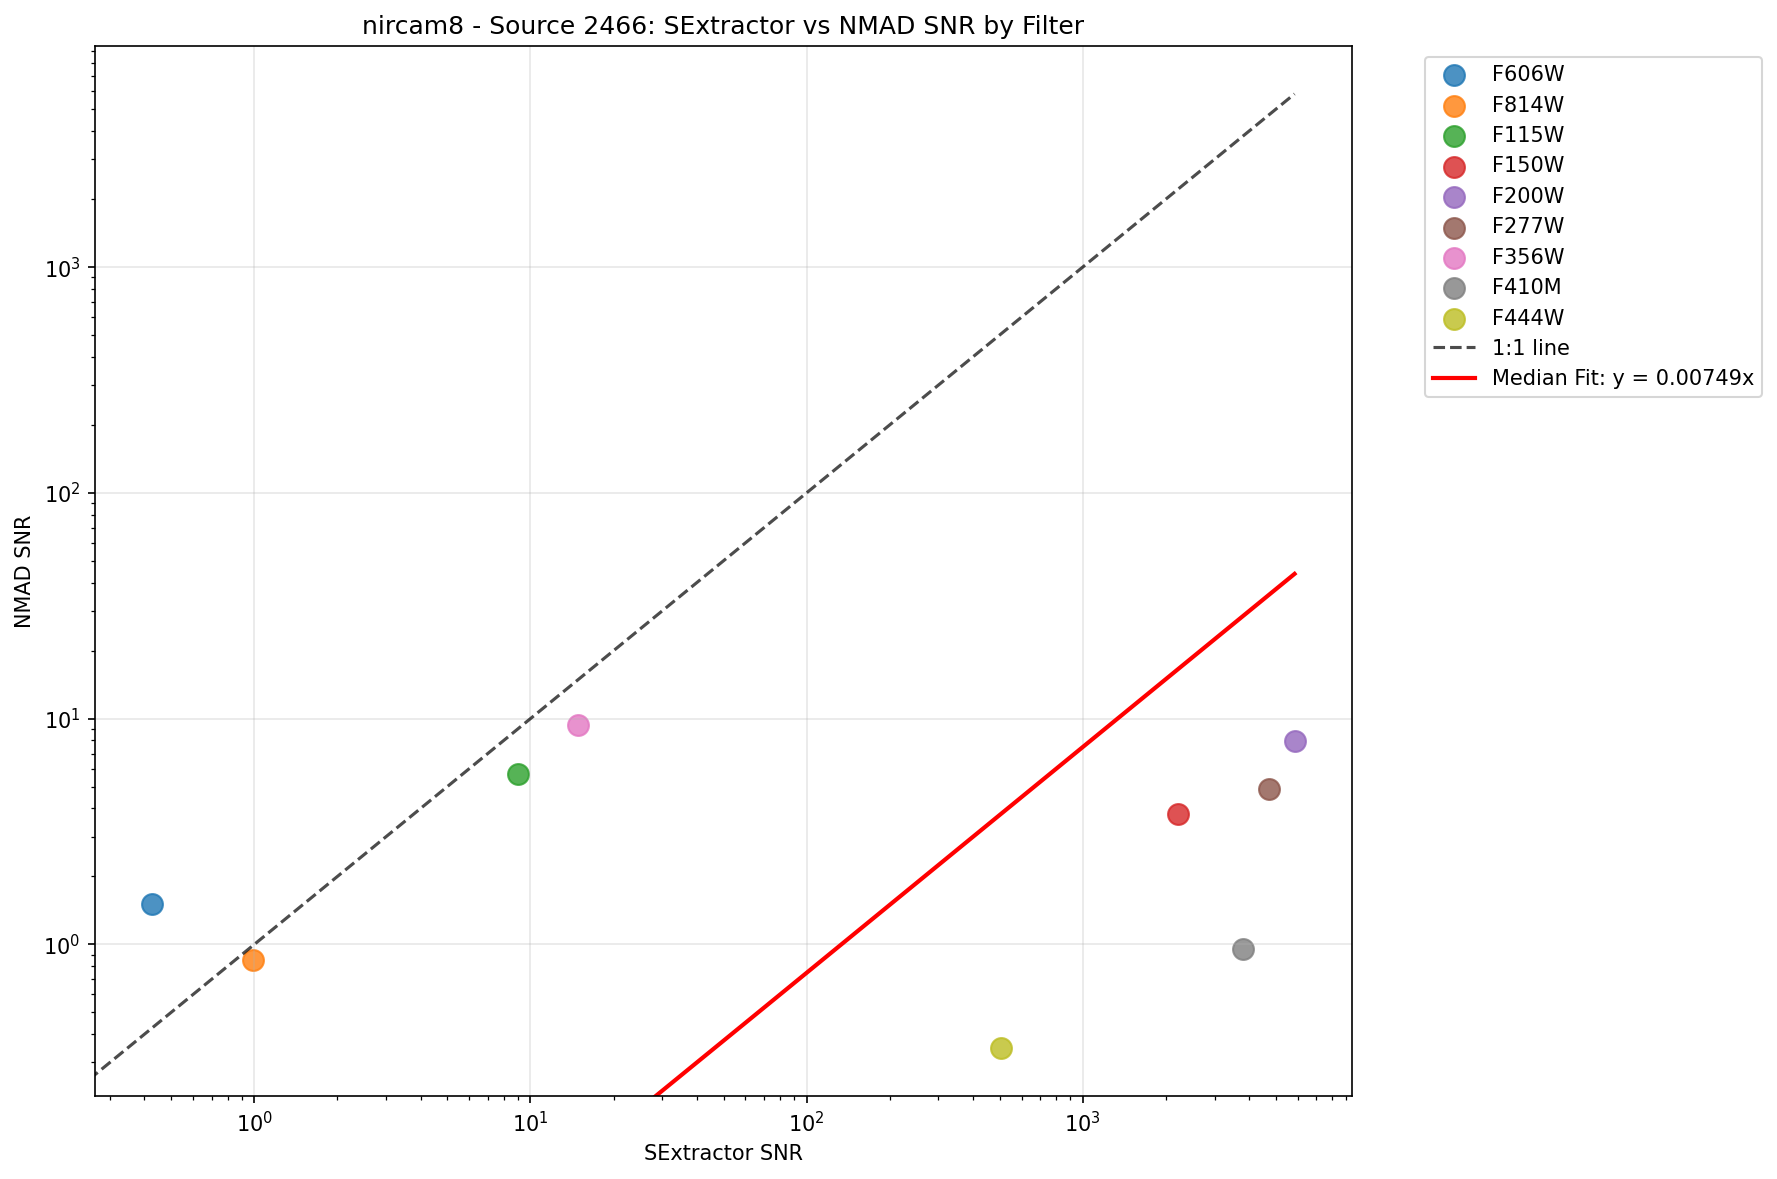 nircam8 - Source 2466: SExtractor vs NMAD SNR by Filter
NMAD SNR
10³
10²
10¹
10⁰
10⁰ 10¹ 10² 10³
SExtractor SNR
F606W
F814W
F115W
F150W
F200W
F277W
F356W
F410M
F444W
1:1 line
Median Fit: y = 0.00749x